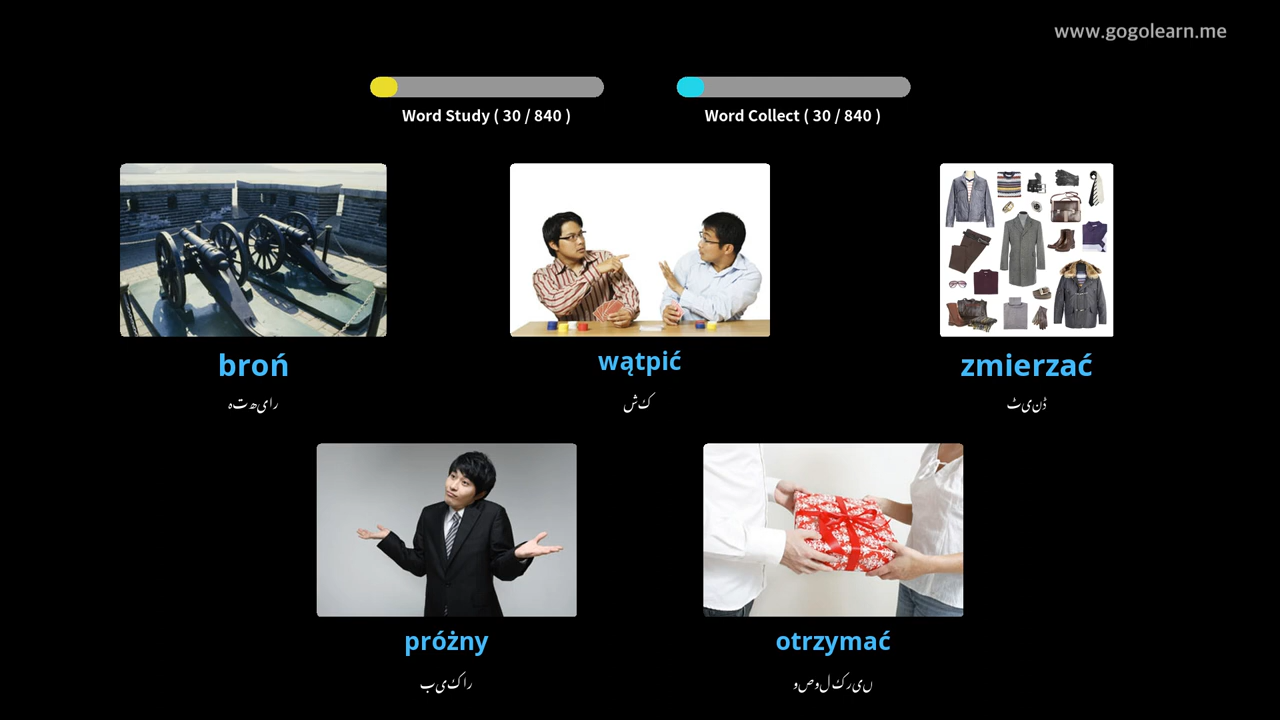 www.gogolearn.me
Word Study ( 30 / 840 )
Word Collect ( 30 / 840 )
broń
ہتھیار
wątpić
شک
zmierzać
ٹینڈ
próżny
بیکار
otrzymać
وصول کریں